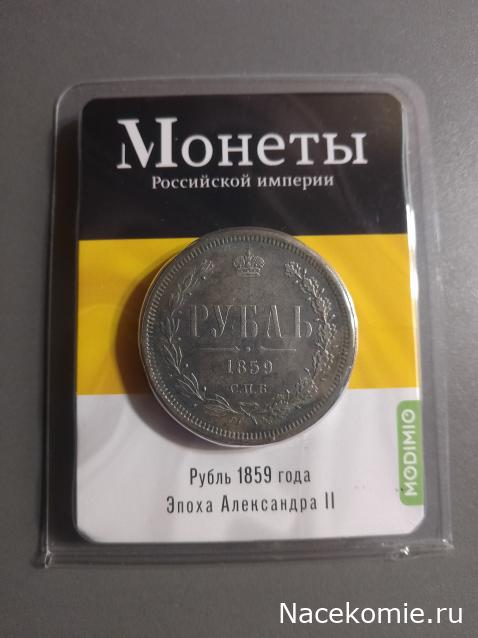 Монеты
Российской империи
РУБЛЬ
1859
С.П.Б.
Рубль 1859 года
Эпоха Александра II
MODIMIO
Nacekomie.ru